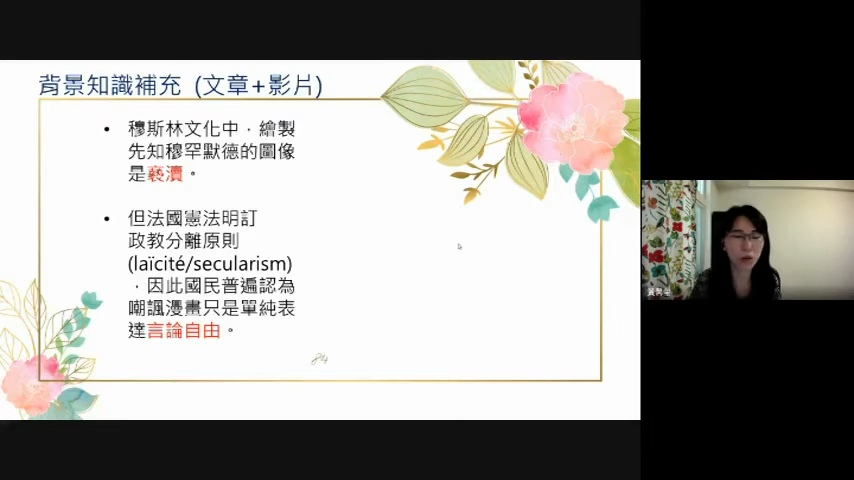 背景知識補充 (文章+影片)
• 穆斯林文化中，繪製
先知穆罕默德的圖像
是褻瀆。
• 但法國憲法明訂
政教分離原則
(laïcité/secularism)
，因此國民普遍認為
嘲諷漫畫只是單純表
達言論自由。
84